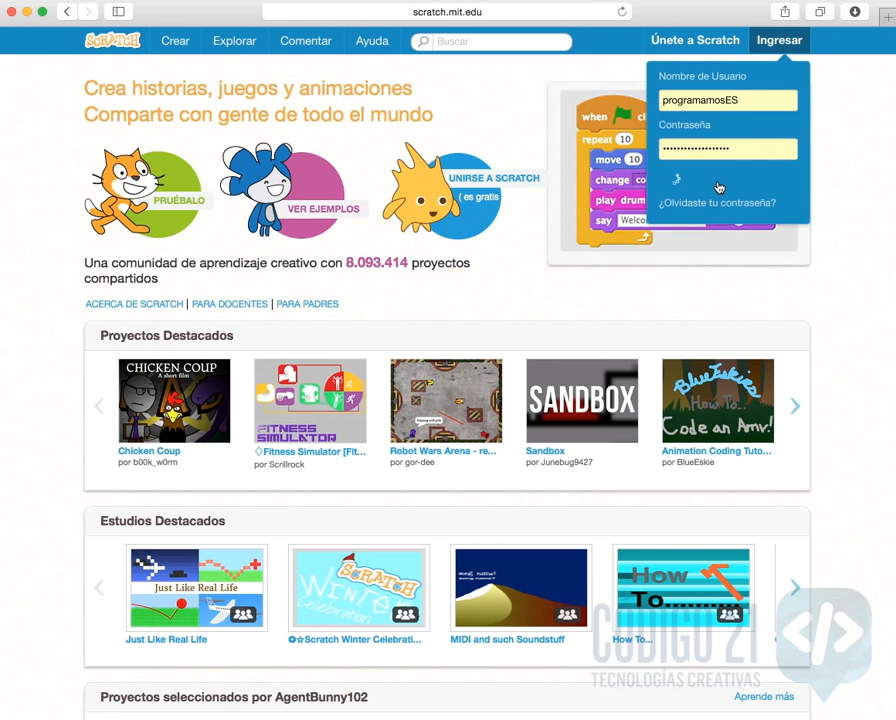 scratch.mit.edu
SCRATCH
Crear
Explorar
Comentar
Ayuda
Buscar
Únete a Scratch
Ingresar
Nombre de Usuario
programamosES
Contraseña
¿Olvidaste tu contraseña?
Crea historias, juegos y animaciones
Comparte con gente de todo el mundo
PRUÉBALO
VER EJEMPLOS
UNIRSE A SCRATCH
( es gratis
when
repeat 10
move 10
change
play drum
say Welco
Una comunidad de aprendizaje creativo con 8.093.414 proyectos
compartidos
ACERCA DE SCRATCH | PARA DOCENTES | PARA PADRES
Proyectos Destacados
CHICKEN COUP
A short film
FITNESS
SIMULATOR
SANDBOX
BlueEskies
How To...
Code an Amv!
Chicken Coup
por b00k_w0rm
◇Fitness Simulator [Fit...
por Scrillrock
Robot Wars Arena - re...
por gor-dee
Sandbox
por Junebug9427
Animation Coding Tuto...
por BlueEskie
Estudios Destacados
Just Like Real Life
SCRATCH
WINTER
Celebration
How
To..........
Just Like Real Life
✪☆Scratch Winter Celebrati...
MIDI and such Soundstuff
How To...
CÓDIGO 21
TECNOLOGÍAS CREATIVAS
</>
Proyectos seleccionados por AgentBunny102
Aprende más